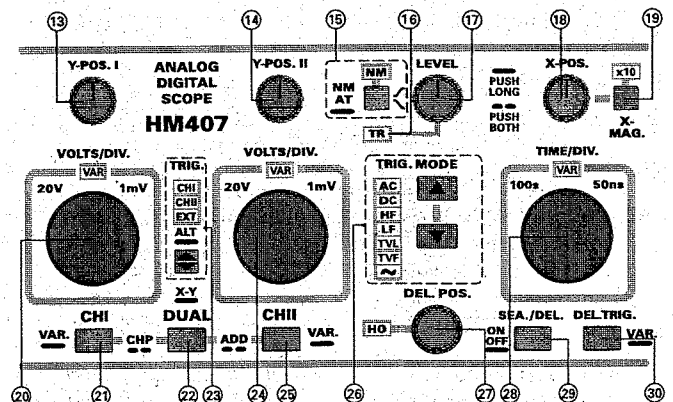 13 14 15 16 17 18 19
Y-POS. I
ANALOG
DIGITAL
SCOPE
HM407
Y-POS. II
NM
AT
NM
LEVEL
TR
PUSH
LONG
PUSH
BOTH
X-POS.
x10
X-
MAG.
VOLTS/DIV.
VAR
20V 1mV
TRIG.
CHI
CHII
EXT
ALT
X-Y
VOLTS/DIV.
VAR
20V 1mV
TRIG. MODE
AC
DC
HF
LF
TVL
TVF
~
TIME/DIV.
VAR
100s 50ns
DEL. POS.
HO
CHI
VAR.
CHP
DUAL
ADD
CHII
VAR.
ON
OFF
SEA./DEL.
DEL.TRIG.
VAR.
20 21 22 23 24 25 26 27 28 29 30